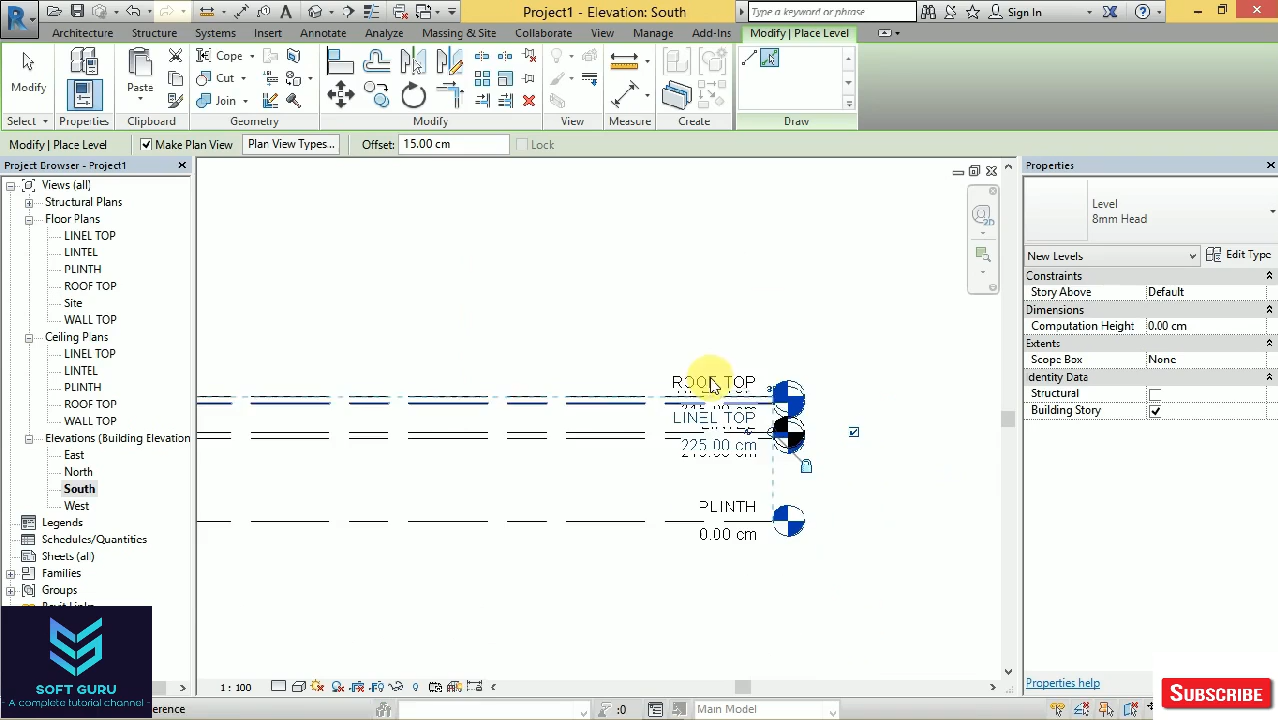 Project1 - Elevation: South
Type a keyword or phrase
Sign In
Architecture Structure Systems Insert Annotate Analyze Massing & Site Collaborate View Manage Add-Ins Modify | Place Level
Modify
Paste
Cope
Cut
Join
Select Properties Clipboard Geometry Modify View Measure Create Draw
Modify | Place Level Make Plan View Plan View Types... Offset: 15.00 cm Lock
Project Browser - Project1
Views (all)
Structural Plans
Floor Plans
LINEL TOP
LINTEL
PLINTH
ROOF TOP
Site
WALL TOP
Ceiling Plans
LINEL TOP
LINTEL
PLINTH
ROOF TOP
WALL TOP
Elevations (Building Elevation
East
North
South
West
Legends
Schedules/Quantities
Sheets (all)
Families
Groups
Revit Links
SOFT GURU
- A complete tutorial channel -
2D
ROOF TOP
LINEL TOP
225.00 cm
PLINTH
0.00 cm
Properties
Level
8mm Head
New Levels Edit Type
Constraints
Story Above Default
Dimensions
Computation Height 0.00 cm
Extents
Scope Box None
Identity Data
Structural
Building Story
Properties help
SUBSCRIBE
1 : 100
:0 Main Model